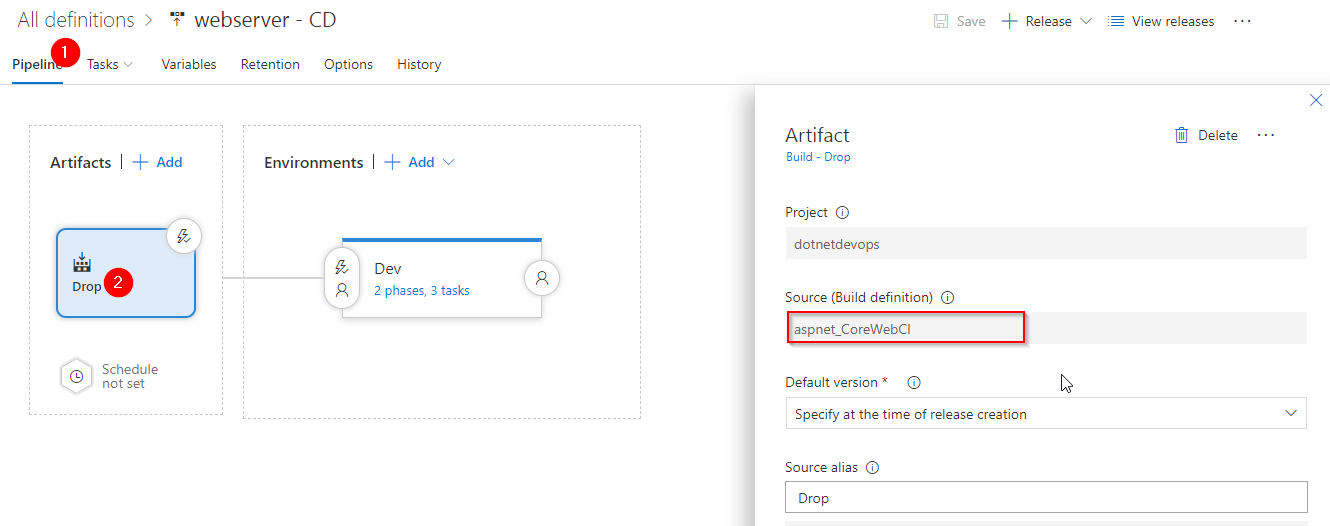 All definitions > webserver - CD
Save
Release
View releases
...
1
Pipeline
Tasks
Variables
Retention
Options
History
Artifacts | + Add
Environments | + Add
Drop
2
Schedule
not set
Dev
2 phases, 3 tasks
Artifact
Delete
...
Build - Drop
Project
dotnetdevops
Source (Build definition)
aspnet_CoreWebCI
Default version *
Specify at the time of release creation
Source alias
Drop